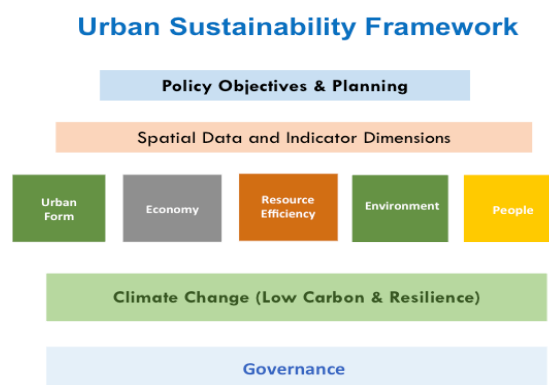 Urban Sustainability Framework
Policy Objectives & Planning
Spatial Data and Indicator Dimensions
Urban
Form
Economy
Resource
Efficiency
Environment
People
Climate Change (Low Carbon & Resilience)
Governance